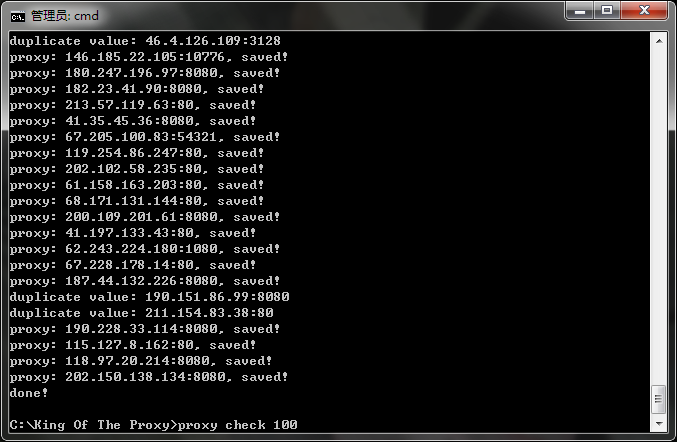 管理员: cmd
duplicate value: 46.4.126.109:3128
proxy: 146.185.22.105:10776, saved!
proxy: 180.247.196.97:8080, saved!
proxy: 182.23.41.90:8080, saved!
proxy: 213.57.119.63:80, saved!
proxy: 41.35.45.36:8080, saved!
proxy: 67.205.100.83:54321, saved!
proxy: 119.254.86.247:80, saved!
proxy: 202.102.58.235:80, saved!
proxy: 61.158.163.203:80, saved!
proxy: 68.171.131.144:80, saved!
proxy: 200.109.201.61:8080, saved!
proxy: 41.197.133.43:80, saved!
proxy: 62.243.224.180:1080, saved!
proxy: 67.228.178.14:80, saved!
proxy: 187.44.132.226:8080, saved!
duplicate value: 190.151.86.99:8080
duplicate value: 211.154.83.38:80
proxy: 190.228.33.114:8080, saved!
proxy: 115.127.8.162:80, saved!
proxy: 118.97.20.214:8080, saved!
proxy: 202.150.138.134:8080, saved!
done!
C:\King Of The Proxy>proxy check 100